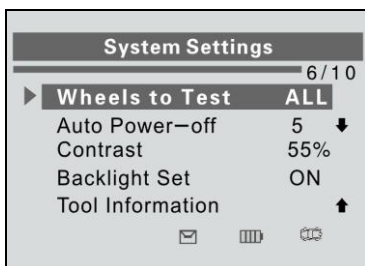 System Settings
6/10
Wheels to Test ALL
Auto Power—off 5
Contrast 55%
Backlight Set ON
Tool Information